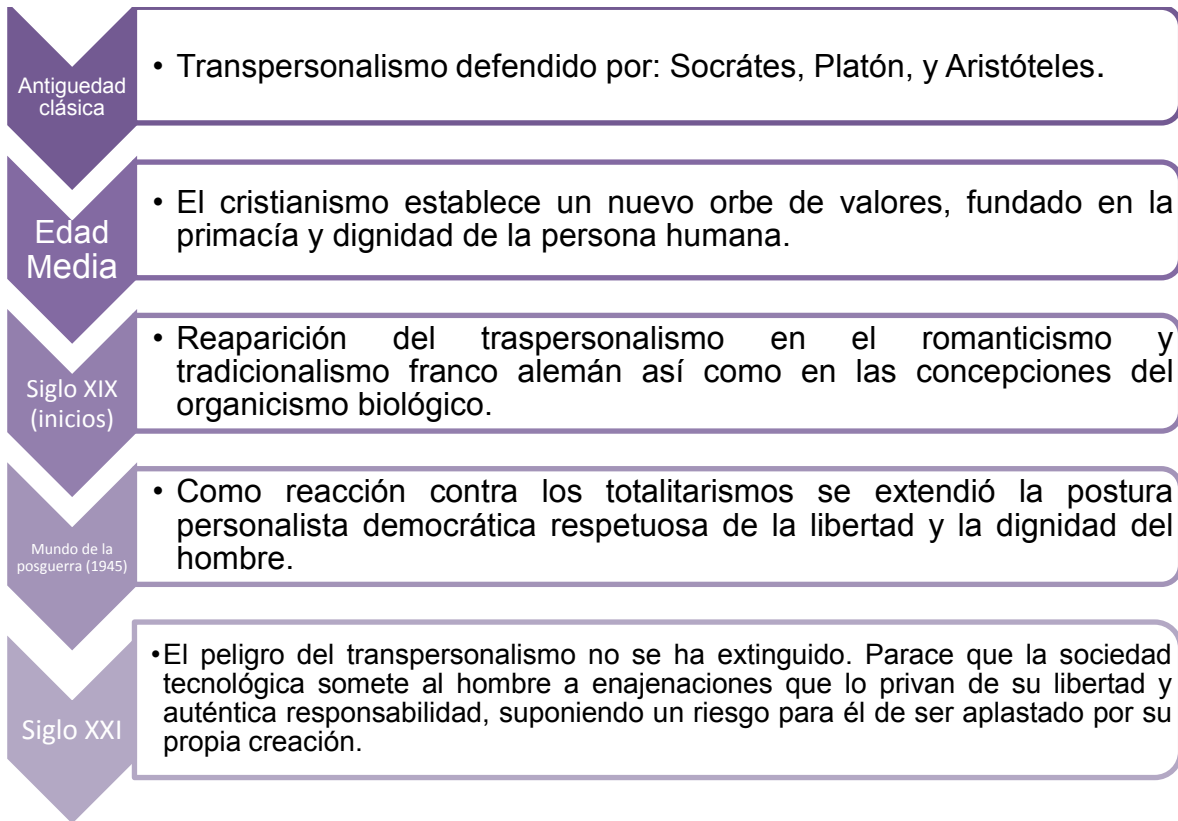 Antiguedad
clásica
• Transpersonalismo defendido por: Socrátes, Platón, y Aristóteles.
Edad
Media
• El cristianismo establece un nuevo orbe de valores, fundado en la
primacía y dignidad de la persona humana.
Siglo XIX
(inicios)
• Reaparición del traspersonalismo en el romanticismo y
tradicionalismo franco alemán así como en las concepciones del
organicismo biológico.
Mundo de la
posguerra (1945)
• Como reacción contra los totalitarismos se extendió la postura
personalista democrática respetuosa de la libertad y la dignidad del
hombre.
Siglo XXI
•El peligro del transpersonalismo no se ha extinguido. Parace que la sociedad
tecnológica somete al hombre a enajenaciones que lo privan de su libertad y
auténtica responsabilidad, suponiendo un riesgo para él de ser aplastado por su
propia creación.